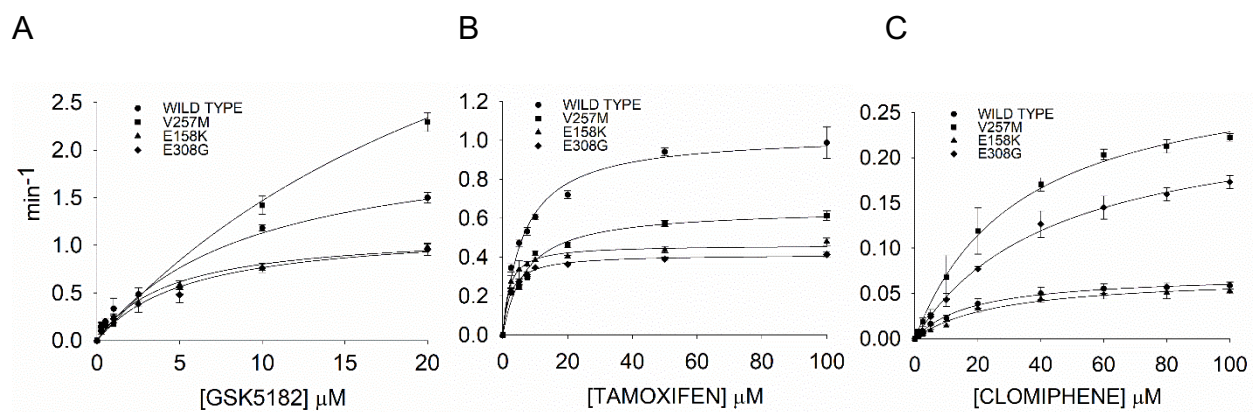 A
B
C
WILD TYPE
V257M
E158K
E308G
min-1
2.5
2.0
1.5
1.0
0.5
0.0
0 5 10 15 20
[GSK5182] μM
WILD TYPE
V257M
E158K
E308G
1.4
1.2
1.0
0.8
0.6
0.4
0.2
0.0
0 20 40 60 80 100
[TAMOXIFEN] μM
WILD TYPE
V257M
E158K
E308G
0.25
0.20
0.15
0.10
0.05
0.00
0 20 40 60 80 100
[CLOMIPHENE] μM